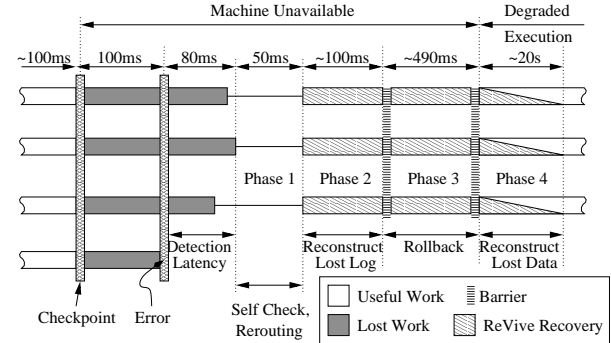 Machine Unavailable Degraded
Execution
~100ms 100ms 80ms 50ms ~100ms ~490ms ~20s
Phase 1 Phase 2 Phase 3 Phase 4
Detection Reconstruct Rollback Reconstruct
Latency Lost Log Lost Data
Self Check,
Rerouting
Checkpoint Error
Useful Work Barrier
Lost Work ReVive Recovery